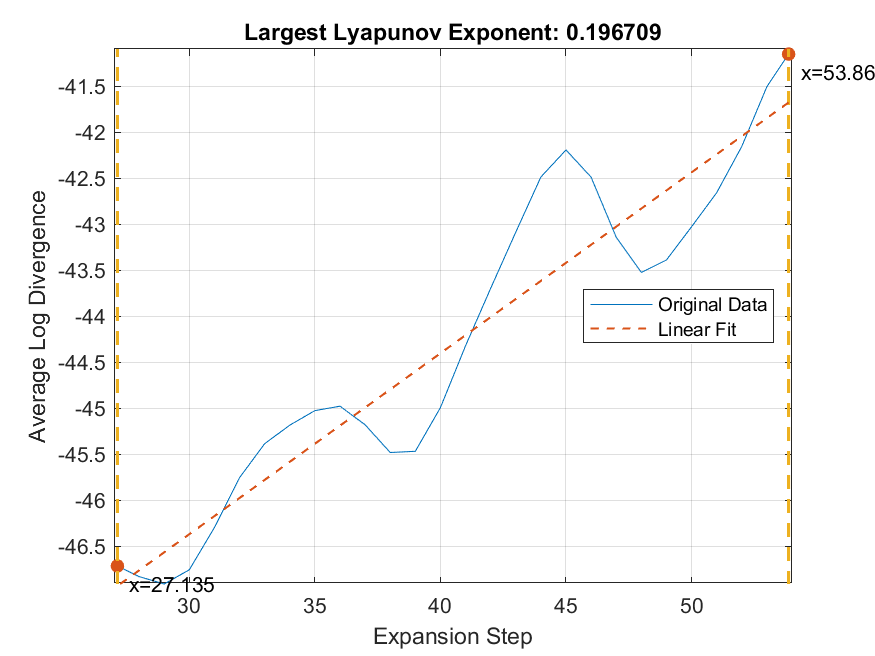 Largest Lyapunov Exponent: 0.196709
x=53.86
-41.5
-42
-42.5
-43
-43.5
-44
-44.5
-45
-45.5
-46
-46.5
Average Log Divergence
Original Data
Linear Fit
x=27.135
30 35 40 45 50
Expansion Step